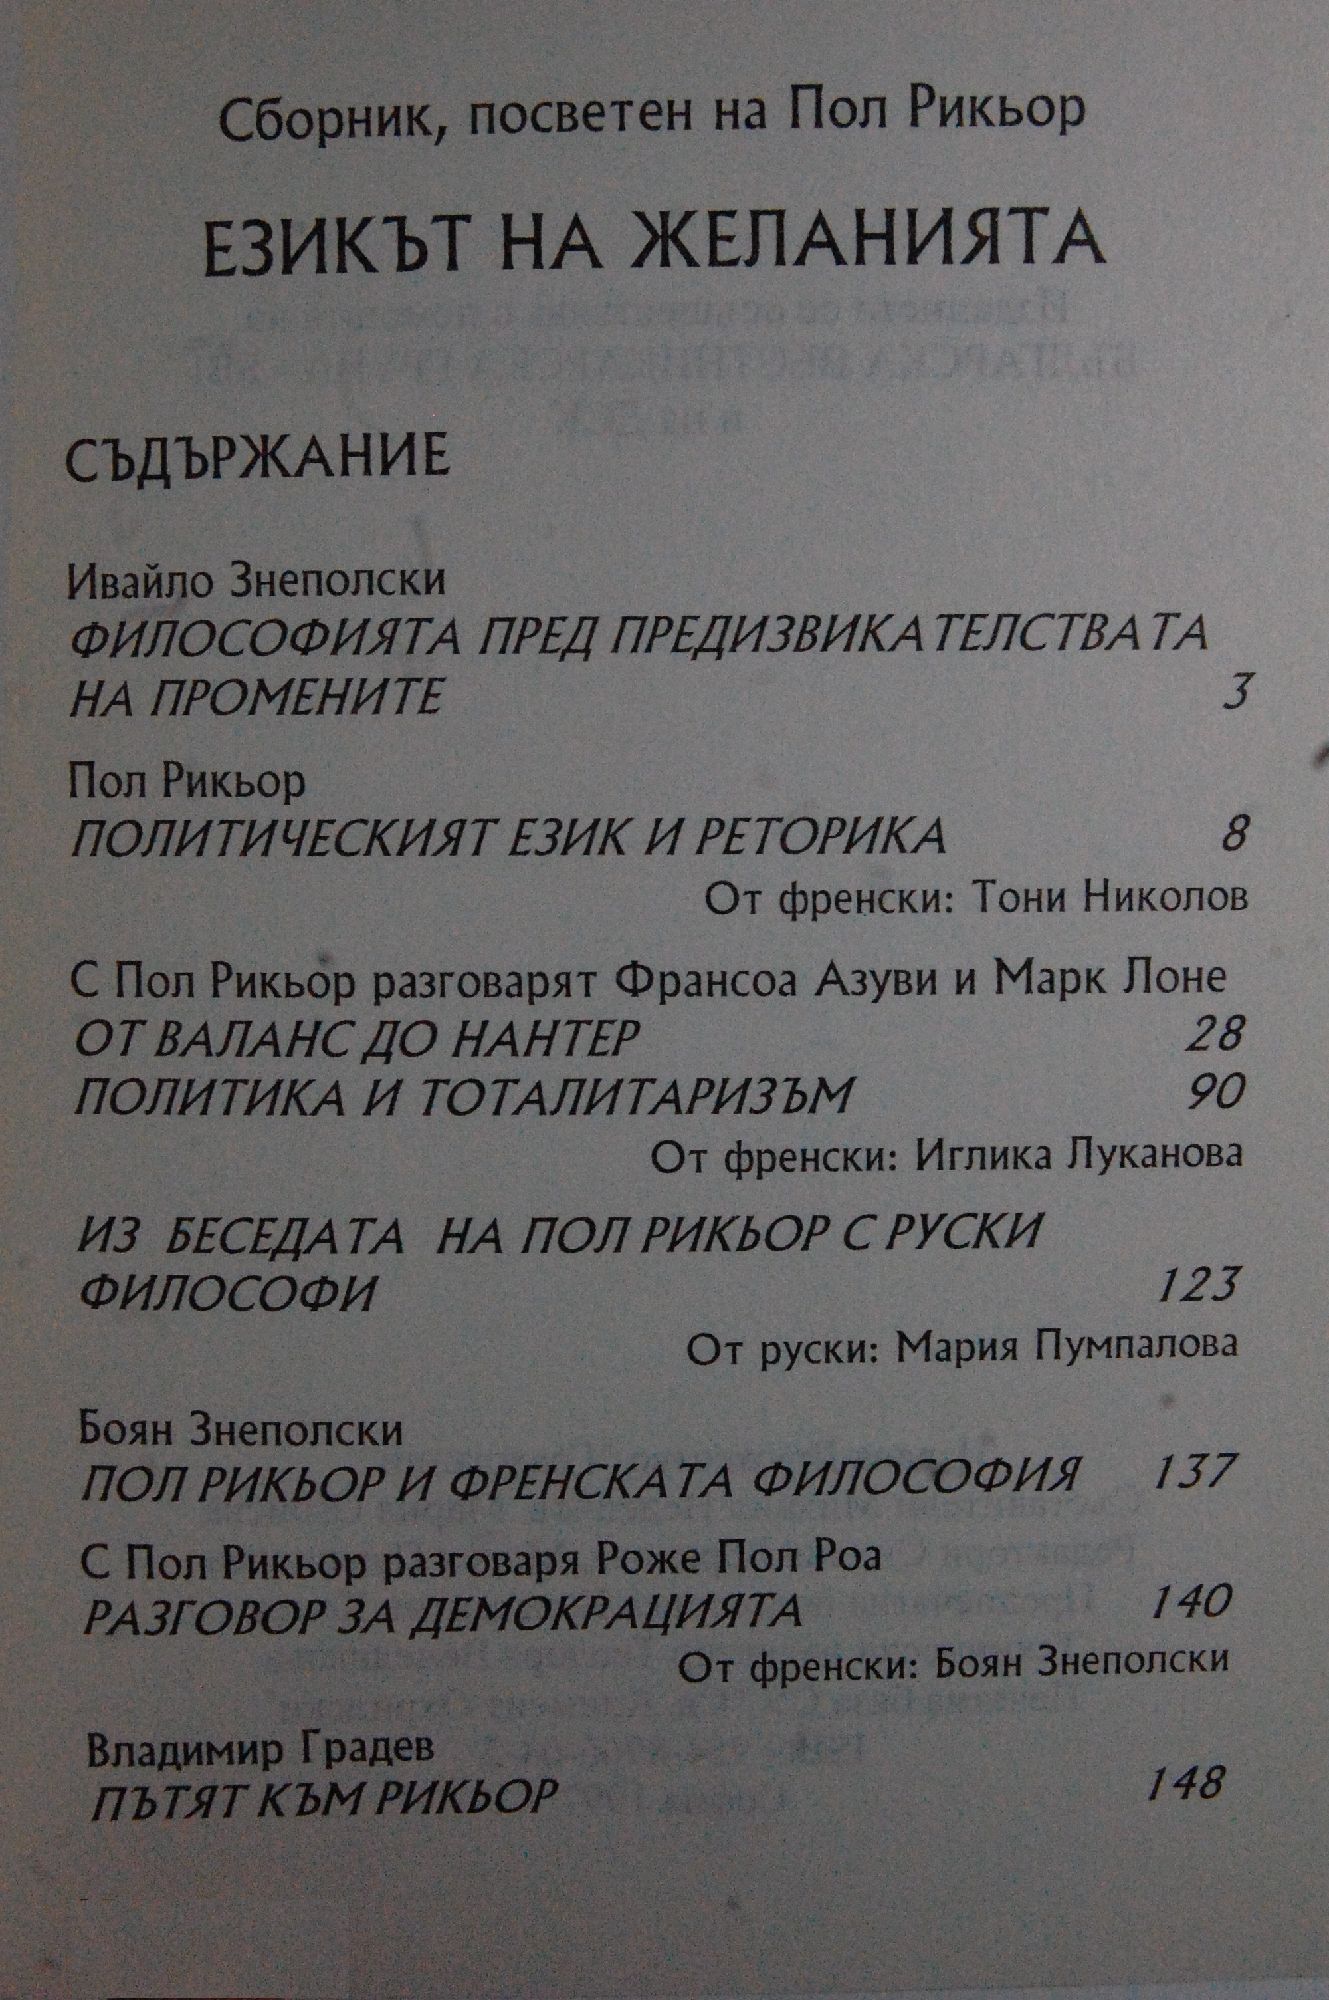 Сборник, посветен на Пол Рикьор
ЕЗИКЪТ НА ЖЕЛАНИЯТА
СЪДЪРЖАНИЕ
Ивайло Знеполски
ФИЛОСОФИЯТА ПРЕД ПРЕДИЗВИКАТЕЛСТВАТА
НА ПРОМЕНИТЕ 3
Пол Рикьор
ПОЛИТИЧЕСКИЯТ ЕЗИК И РЕТОРИКА 8
От френски: Тони Николов
С Пол Рикьор разговарят Франсоа Азуви и Марк Лоне
ОТ ВАЛАНС ДО НАНТЕР 28
ПОЛИТИКА И ТОТАЛИТАРИЗЪМ 90
От френски: Иглика Луканова
ИЗ БЕСЕДАТА НА ПОЛ РИКЬОР С РУСКИ
ФИЛОСОФИ 123
От руски: Мария Пумпалова
Боян Знеполски
ПОЛ РИКЬОР И ФРЕНСКАТА ФИЛОСОФИЯ 137
С Пол Рикьор разговаря Роже Пол Роа
РАЗГОВОР ЗА ДЕМОКРАЦИЯТА 140
От френски: Боян Знеполски
Владимир Градев
ПЪТЯТ КЪМ РИКЬОР 148